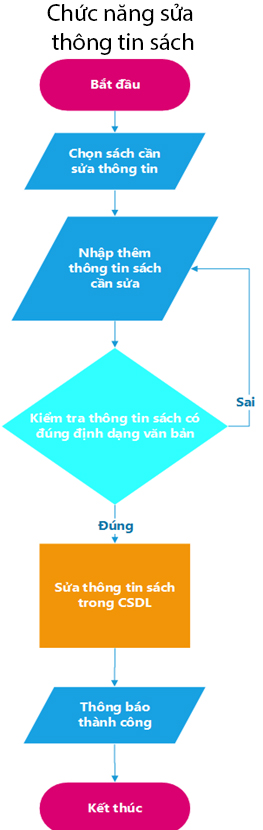 Chức năng sửa
thông tin sách
Bắt đầu
Chọn sách cần
sửa thông tin
Nhập thêm
thông tin sách
cần sửa
Kiểm tra thông tin sách có
đúng định dạng văn bản
Sai
Đúng
Sửa thông tin sách
trong CSDL
Thông báo
thành công
Kết thúc